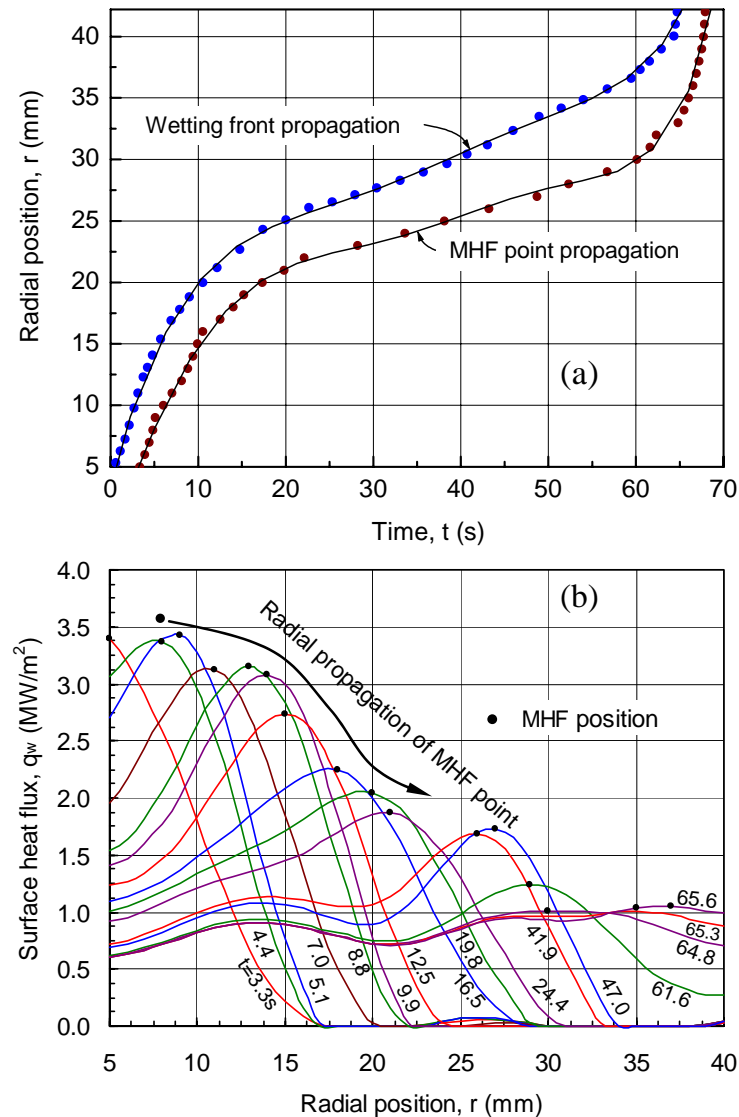 40
35
30
25
20
15
10
5
0 10 20 30 40 50 60 70
Radial position, r (mm)
Time, t (s)
Wetting front propagation
MHF point propagation
(a)
4.0
3.5
3.0
2.5
2.0
1.5
1.0
0.5
0.0
5 10 15 20 25 30 35 40
Surface heat flux, qw (MW/m2)
Radial position, r (mm)
(b)
Radial propagation of MHF point
MHF position
t=3.3s
4.4
5.1
7.0
8.8
9.9
12.5
16.5
19.8
24.4
41.9
47.0
61.6
64.8
65.3
65.6